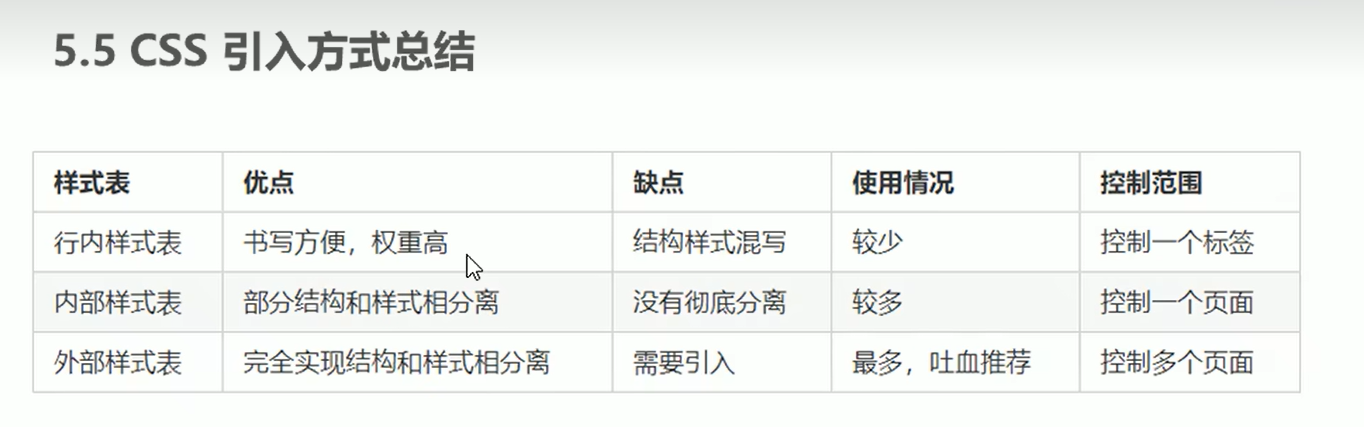 5.5 CSS 引入方式总结
样式表 优点 缺点 使用情况 控制范围
行内样式表 书写方便，权重高 结构样式混写 较少 控制一个标签
内部样式表 部分结构和样式相分离 没有彻底分离 较多 控制一个页面
外部样式表 完全实现结构和样式相分离 需要引入 最多，吐血推荐 控制多个页面